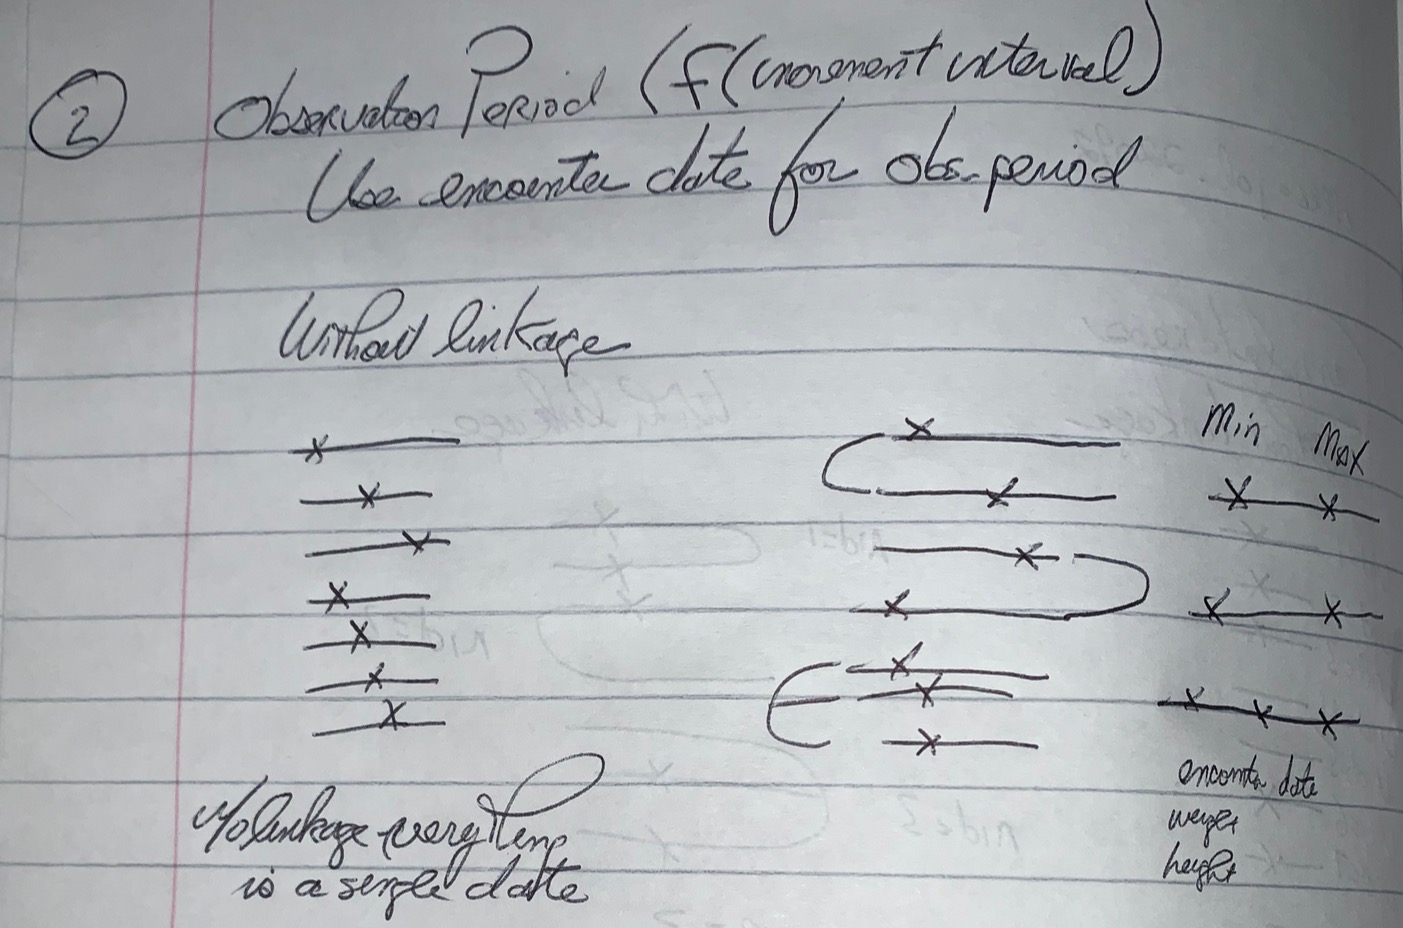 2
Observation Period (f(increment interval)
Use encounter date for obs. period
Without linkage
Min Max
W/o linkage everything
is a single date
encounter date
weight
height